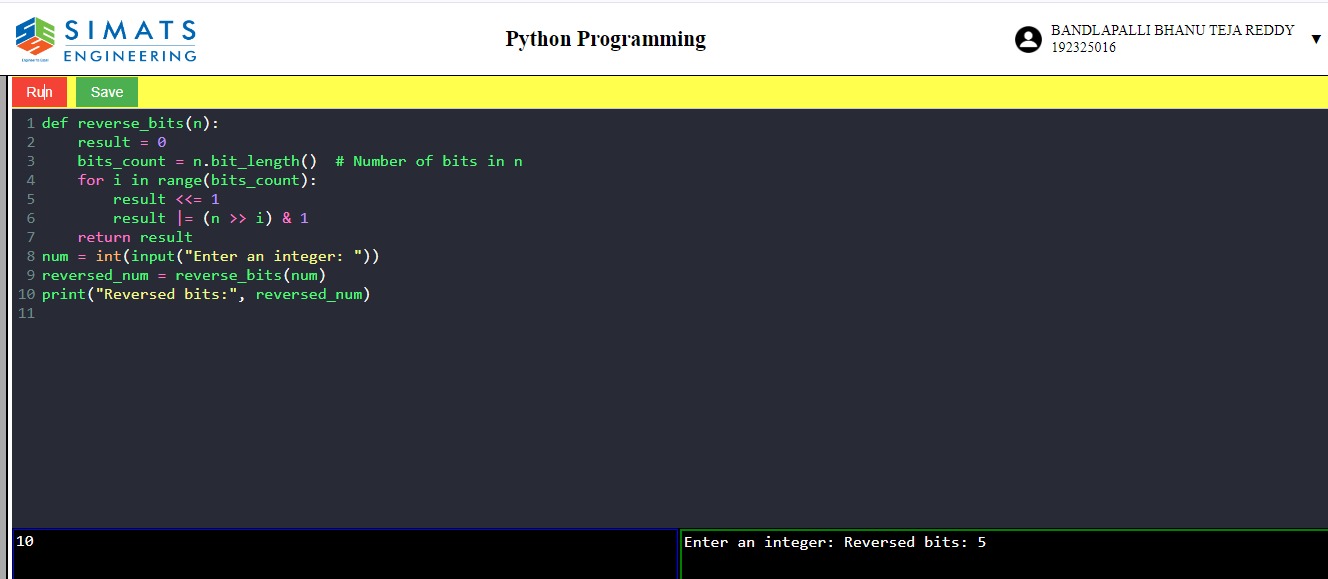 SIMATS
ENGINEERING
Engineer to Excel
Python Programming
BANDLAPALLI BHANU TEJA REDDY
192325016
Run
Save
1 def reverse_bits(n):
2     result = 0
3     bits_count = n.bit_length()  # Number of bits in n
4     for i in range(bits_count):
5         result <<= 1
6         result |= (n >> i) & 1
7     return result
8 num = int(input("Enter an integer: "))
9 reversed_num = reverse_bits(num)
10 print("Reversed bits:", reversed_num)
11
10
Enter an integer: Reversed bits: 5